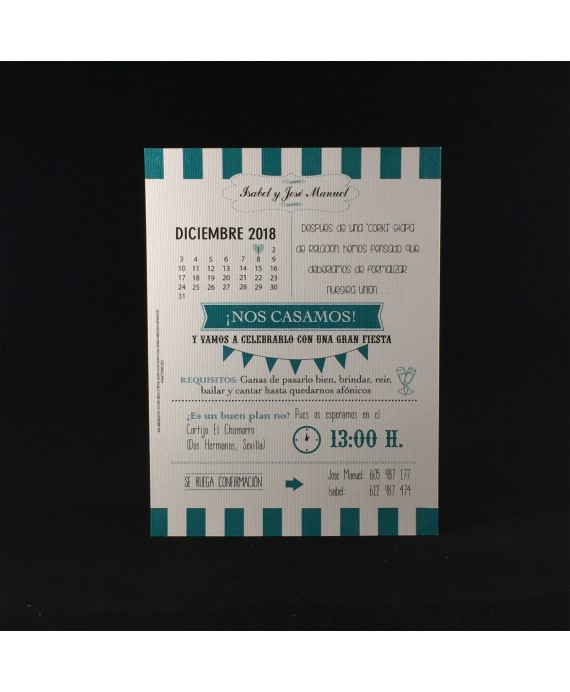 Isabel y José Manuel
DICIEMBRE 2018
1 2
3 4 5 6 7 8 9
10 11 12 13 14 15 16
17 18 19 20 21 22 23
24 25 26 27 28 29 30
31
DESPUÉS DE UNA "CORTA" ETAPA
DE RELACIÓN, HEMOS PENSADO QUE
DEBERÍAMOS DE FORMALIZAR
NUESTRA UNIÓN...
¡NOS CASAMOS!
Y VAMOS A CELEBRARLO CON UNA GRAN FIESTA
REQUISITOS: Ganas de pasarlo bien, brindar, reir,
bailar y cantar hasta quedarnos afónicos
¿Es un buen plan no? Pues os esperamos en el
Cortijo El Chamorro
(Dos Hermanas, Sevilla)
13:00 H.
SE RUEGA CONFIRMACIÓN
José Manuel: 605 987 177
Isabel: 617 987 474